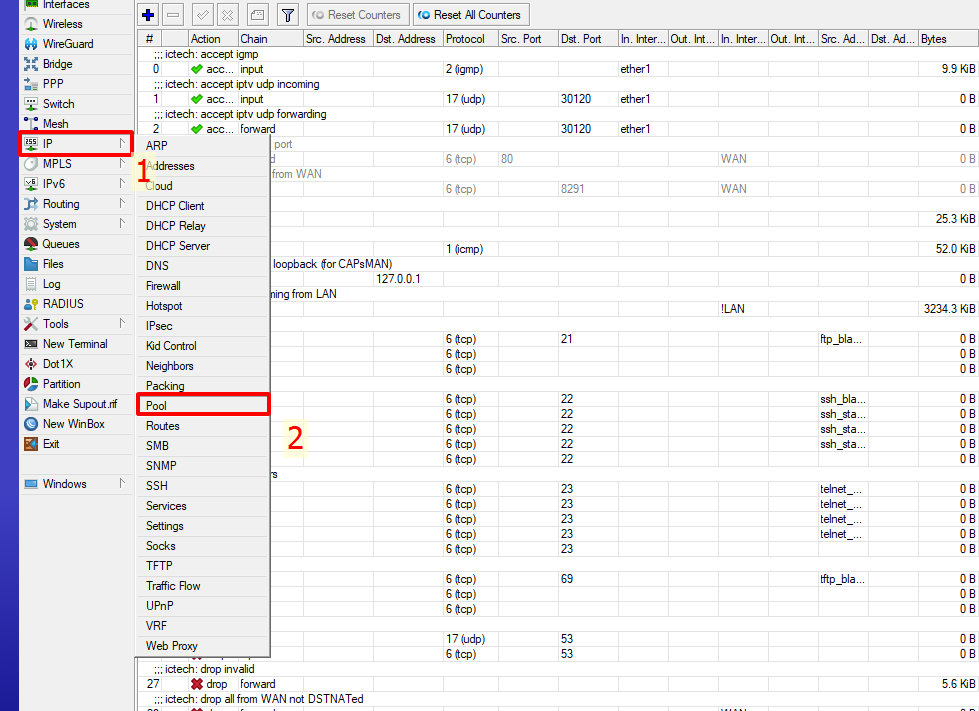 Interfaces
Wireless
WireGuard
Bridge
PPP
Switch
Mesh
IP
MPLS
IPv6
Routing
System
Queues
Files
Log
RADIUS
Tools
New Terminal
Dot1X
Partition
Make Supout.rif
New WinBox
Exit
Windows
1
ARP
Addresses
Cloud
DHCP Client
DHCP Relay
DHCP Server
DNS
Firewall
Hotspot
IPsec
Kid Control
Neighbors
Packing
Pool
Routes
SMB
SNMP
SSH
Services
Settings
Socks
TFTP
Traffic Flow
UPnP
VRF
Web Proxy
2
Reset Counters Reset All Counters
# Action Chain Src. Address Dst. Address Protocol Src. Port Dst. Port In. Inter... Out. Int... In. Inter... Out. Int... Src. Ad... Dst. Ad... Bytes
;;; ictech: accept igmp
0 acc... input 2 (igmp) ether1 9.9 KiB
;;; ictech: accept iptv udp incoming
1 acc... input 17 (udp) 30120 ether1 0 B
;;; ictech: accept iptv udp forwarding
2 acc... forward 17 (udp) 30120 ether1 0 B
port
6 (tcp) 80 WAN 0 B
from WAN
6 (tcp) 8291 WAN 0 B
25.3 KiB
1 (icmp) 52.0 KiB
loopback (for CAPsMAN)
127.0.0.1 0 B
from LAN
!LAN 3234.3 KiB
6 (tcp) 21 ftp_bla... 0 B
6 (tcp) 0 B
6 (tcp) 0 B
6 (tcp) 22 ssh_bla... 0 B
6 (tcp) 22 ssh_sta... 0 B
6 (tcp) 22 ssh_sta... 0 B
6 (tcp) 22 ssh_sta... 0 B
6 (tcp) 22 0 B
6 (tcp) 23 telnet_... 0 B
6 (tcp) 23 telnet_... 0 B
6 (tcp) 23 telnet_... 0 B
6 (tcp) 23 telnet_... 0 B
6 (tcp) 23 0 B
6 (tcp) 69 tftp_bla... 0 B
6 (tcp) 0 B
6 (tcp) 0 B
17 (udp) 53 0 B
6 (tcp) 53 0 B
;;; ictech: drop invalid
27 drop forward 5.6 KiB
;;; ictech: drop all from WAN not DSTNATed